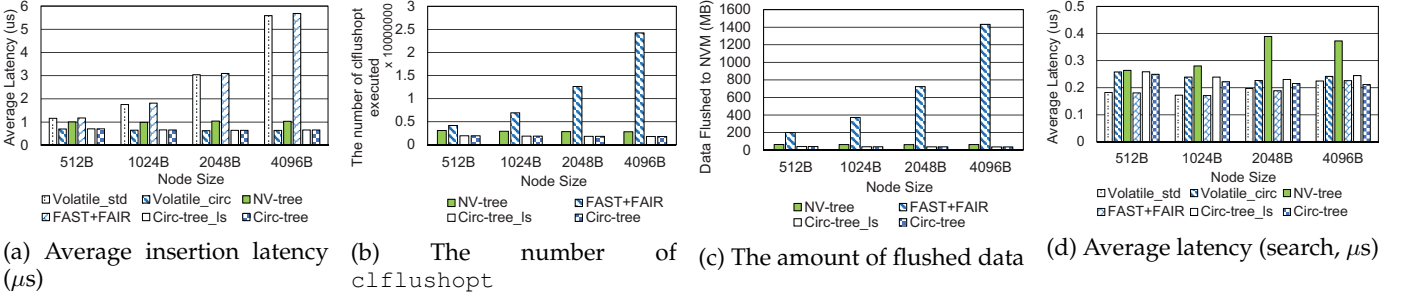 Average Latency (us)
6
5
4
3
2
1
0
512B 1024B 2048B 4096B
Node Size
Volatile_std Volatile_circ NV-tree
FAST+FAIR Circ-tree_ls Circ-tree
(a) Average insertion latency
(μs)
The number of clflushopt
executed
x 100000000
3
2.5
2
1.5
1
0.5
0
512B 1024B 2048B 4096B
Node Size
NV-tree FAST+FAIR
Circ-tree_ls Circ-tree
(b) The number of
clflushopt
Data Flushed to NVM (MB)
1600
1400
1200
1000
800
600
400
200
0
512B 1024B 2048B 4096B
Node Size
NV-tree FAST+FAIR
Circ-tree_ls Circ-tree
(c) The amount of flushed data
Average Latency (us)
0.5
0.4
0.3
0.2
0.1
0
512B 1024B 2048B 4096B
Node Size
Volatile_std Volatile_circ NV-tree
FAST+FAIR Circ-tree_ls Circ-tree
(d) Average latency (search, μs)